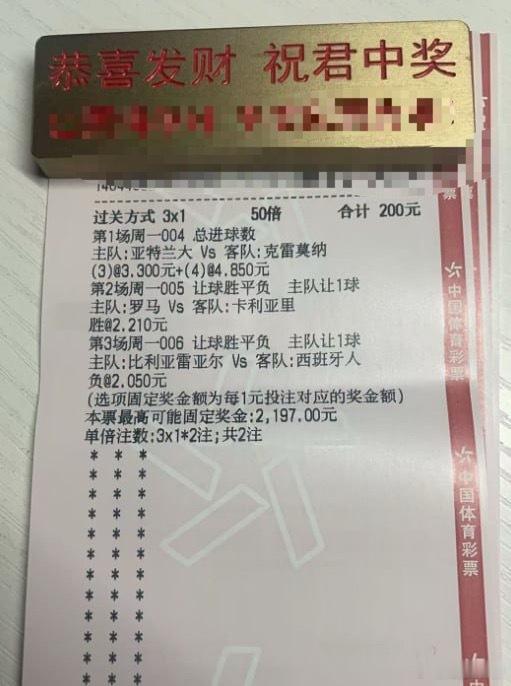 恭喜发财 祝君中奖
过关方式 3x1 50倍 合计 200元
第1场周一004 总进球数
主队:亚特兰大 Vs 客队:克雷莫纳
(3)@3.300元+(4)@4.850元
第2场周一005 让球胜平负 主队让1球
主队:罗马 Vs 客队:卡利亚里
胜@2.210元
第3场周一006 让球胜平负 主队让1球
主队:比利亚雷亚尔 Vs 客队:西班牙人
负@2.050元
(选项固定奖金额为每1元投注对应的奖金额)
本票最高可能固定奖金:2,197.00元
单倍注数:3x1*2注;共2注
* * *
* * *
* * *
* * *
* * *
* * *
* * *
* * *
* * *
* * *
* * *
* * *
中国体育彩票
中国体育彩票
中